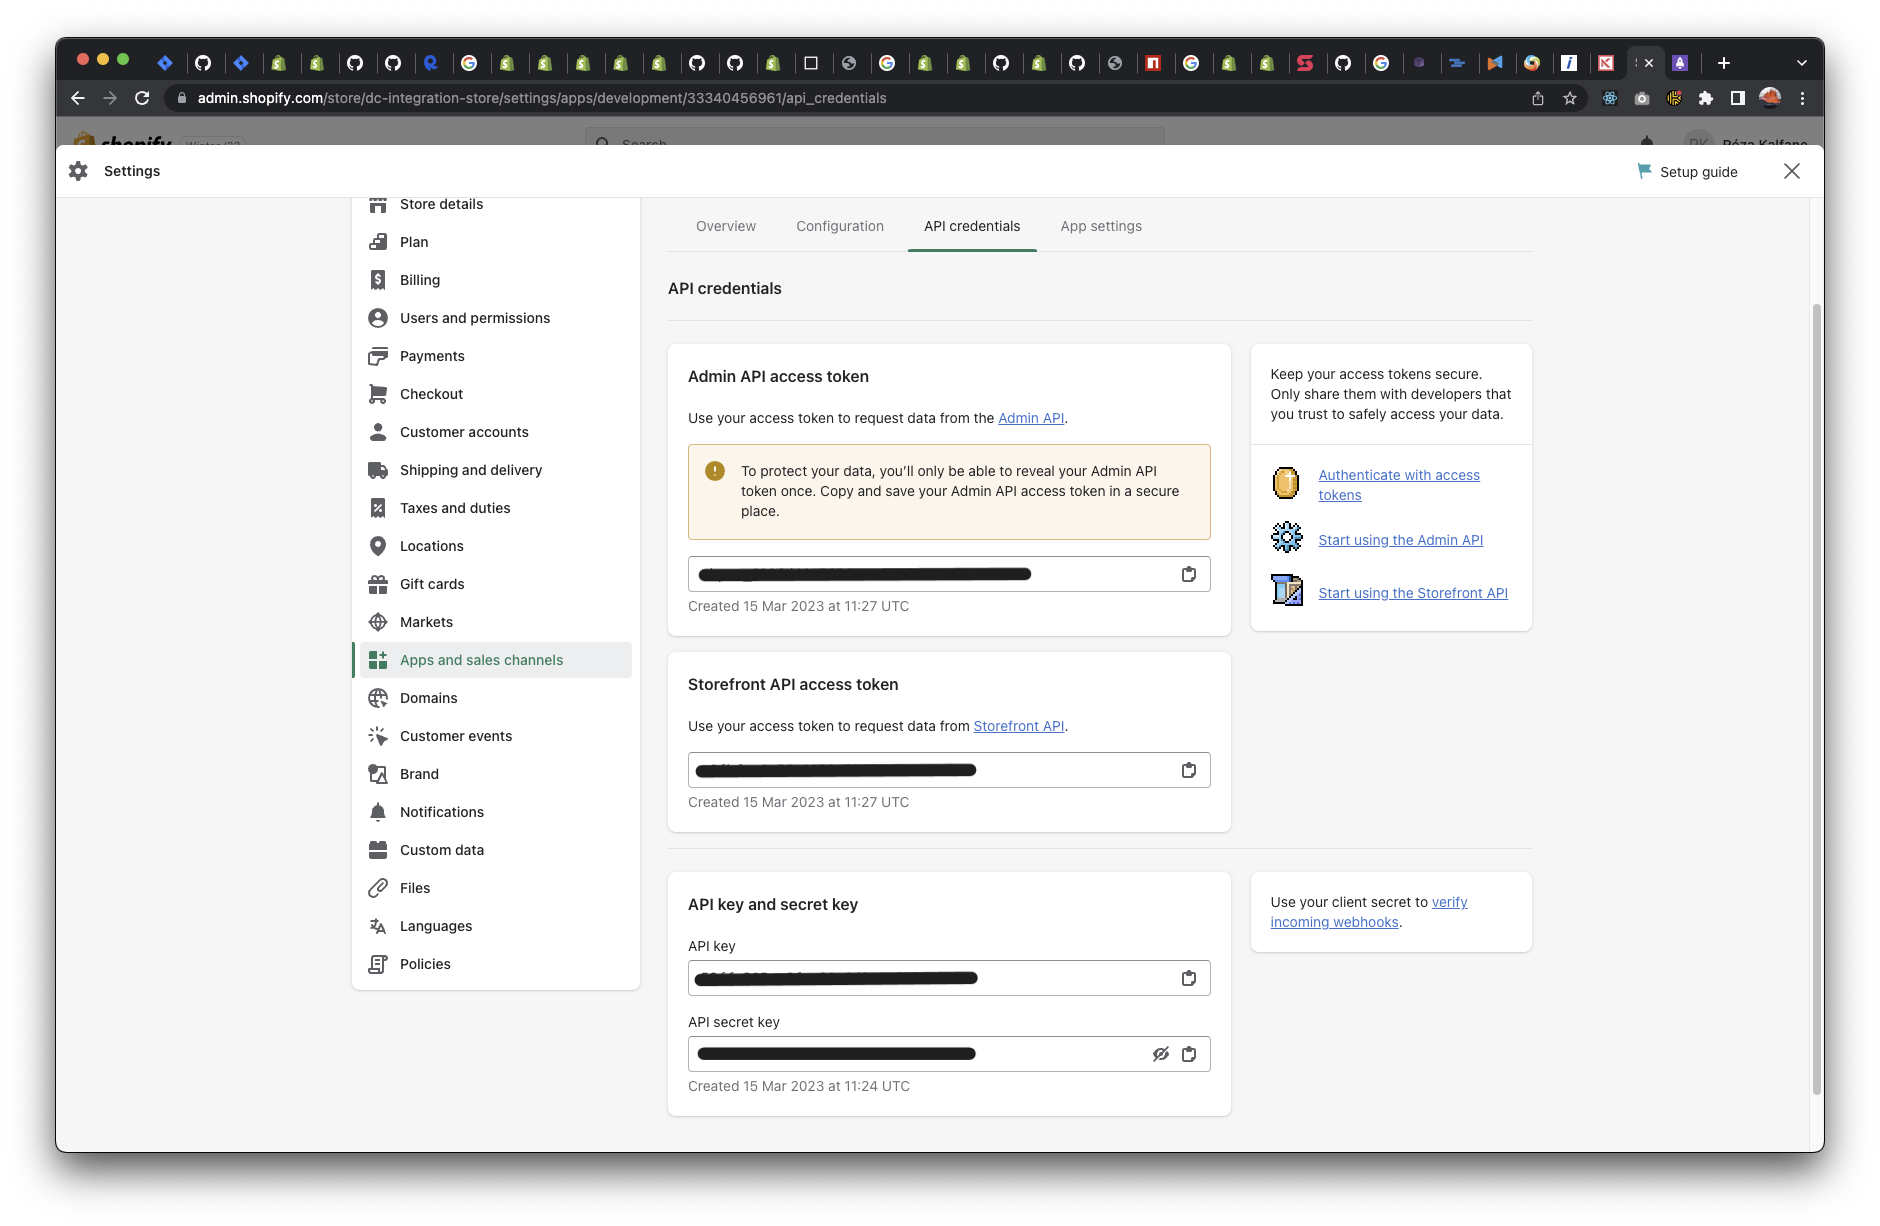 admin.shopify.com/store/dc-integration-store/settings/apps/development/33340456961/api_credentials
shopify
Search
Settings
Setup guide
Store details
Plan
Billing
Users and permissions
Payments
Checkout
Customer accounts
Shipping and delivery
Taxes and duties
Locations
Gift cards
Markets
Apps and sales channels
Domains
Customer events
Brand
Notifications
Custom data
Files
Languages
Policies
Overview
Configuration
API credentials
App settings
API credentials
Admin API access token
Use your access token to request data from the Admin API.
To protect your data, you’ll only be able to reveal your Admin API
token once. Copy and save your Admin API access token in a secure
place.
Created 15 Mar 2023 at 11:27 UTC
Keep your access tokens secure.
Only share them with developers that
you trust to safely access your data.
Authenticate with access
tokens
Start using the Admin API
Start using the Storefront API
Storefront API access token
Use your access token to request data from Storefront API.
Created 15 Mar 2023 at 11:27 UTC
API key and secret key
API key
API secret key
Created 15 Mar 2023 at 11:24 UTC
Use your client secret to verify
incoming webhooks.